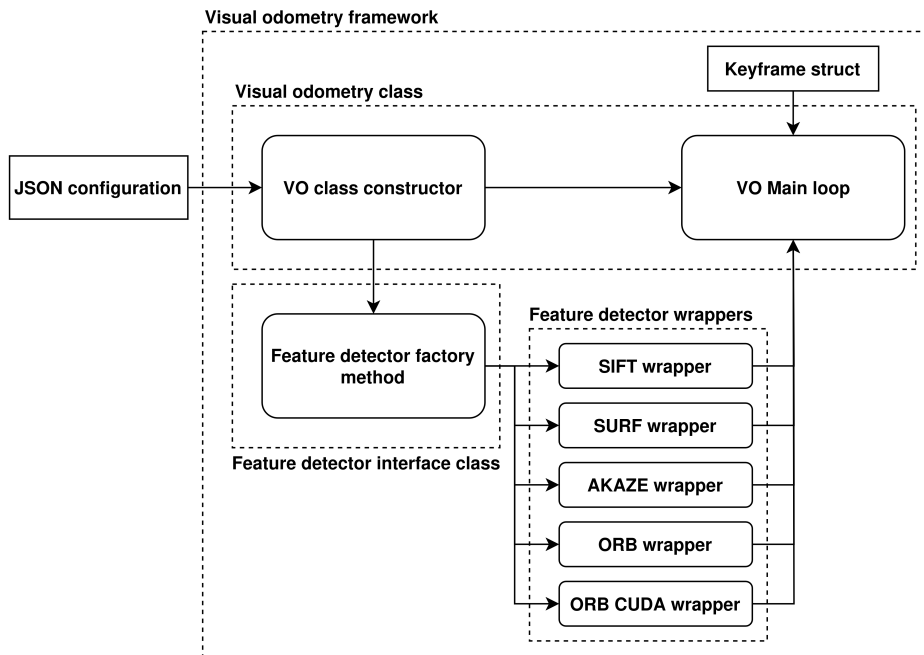 Visual odometry framework
Keyframe struct
Visual odometry class
JSON configuration
VO class constructor
VO Main loop
Feature detector wrappers
Feature detector factory
method
SIFT wrapper
SURF wrapper
Feature detector interface class
AKAZE wrapper
ORB wrapper
ORB CUDA wrapper